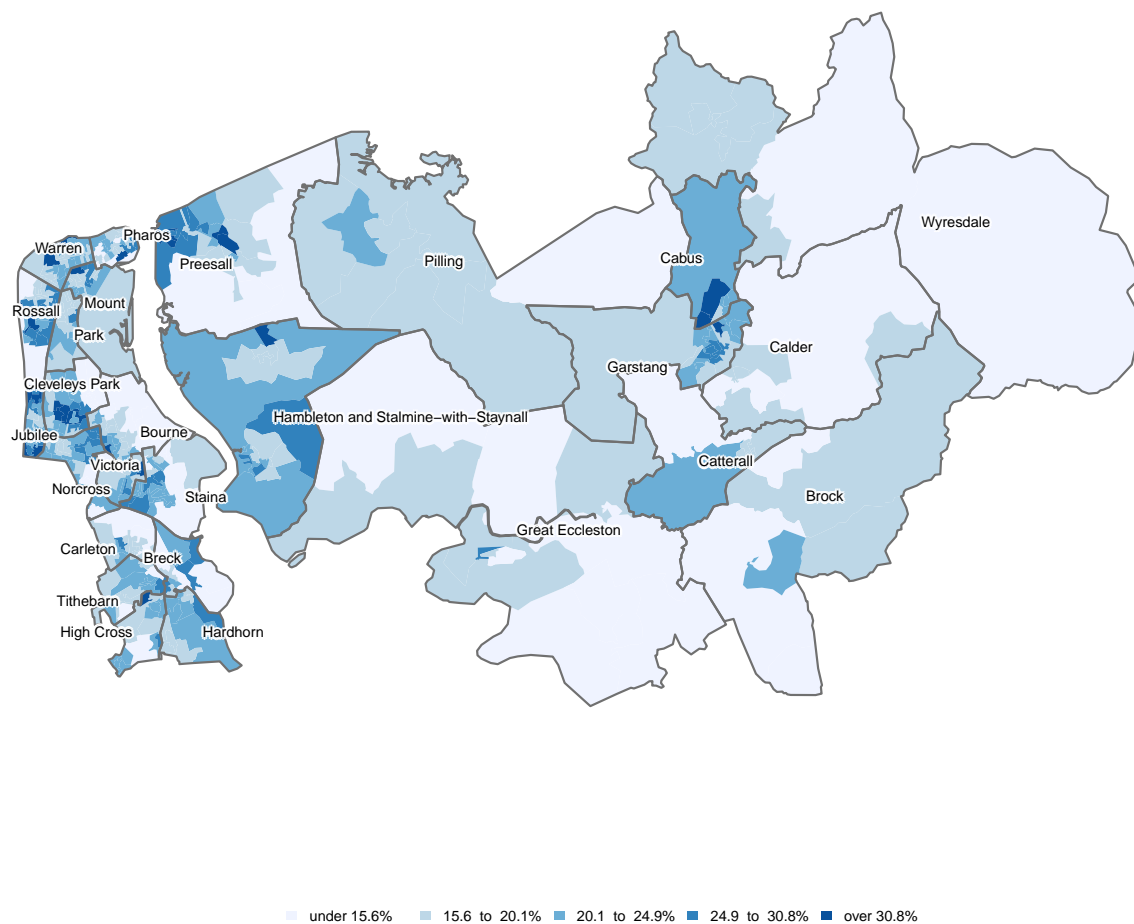 Wyresdale
Pharos
Warren
Cabus
Pilling
Preesall
Mount
Rossall
Park
Calder
Garstang
Cleveleys Park
Hambleton and Stalmine−with−Staynall
Bourne
Jubilee
Victoria
Catterall
Norcross
Staina
Brock
Great Eccleston
Carleton
Breck
Tithebarn
High Cross
Hardhorn
under 15.6% 15.6 to 20.1% 20.1 to 24.9% 24.9 to 30.8% over 30.8%